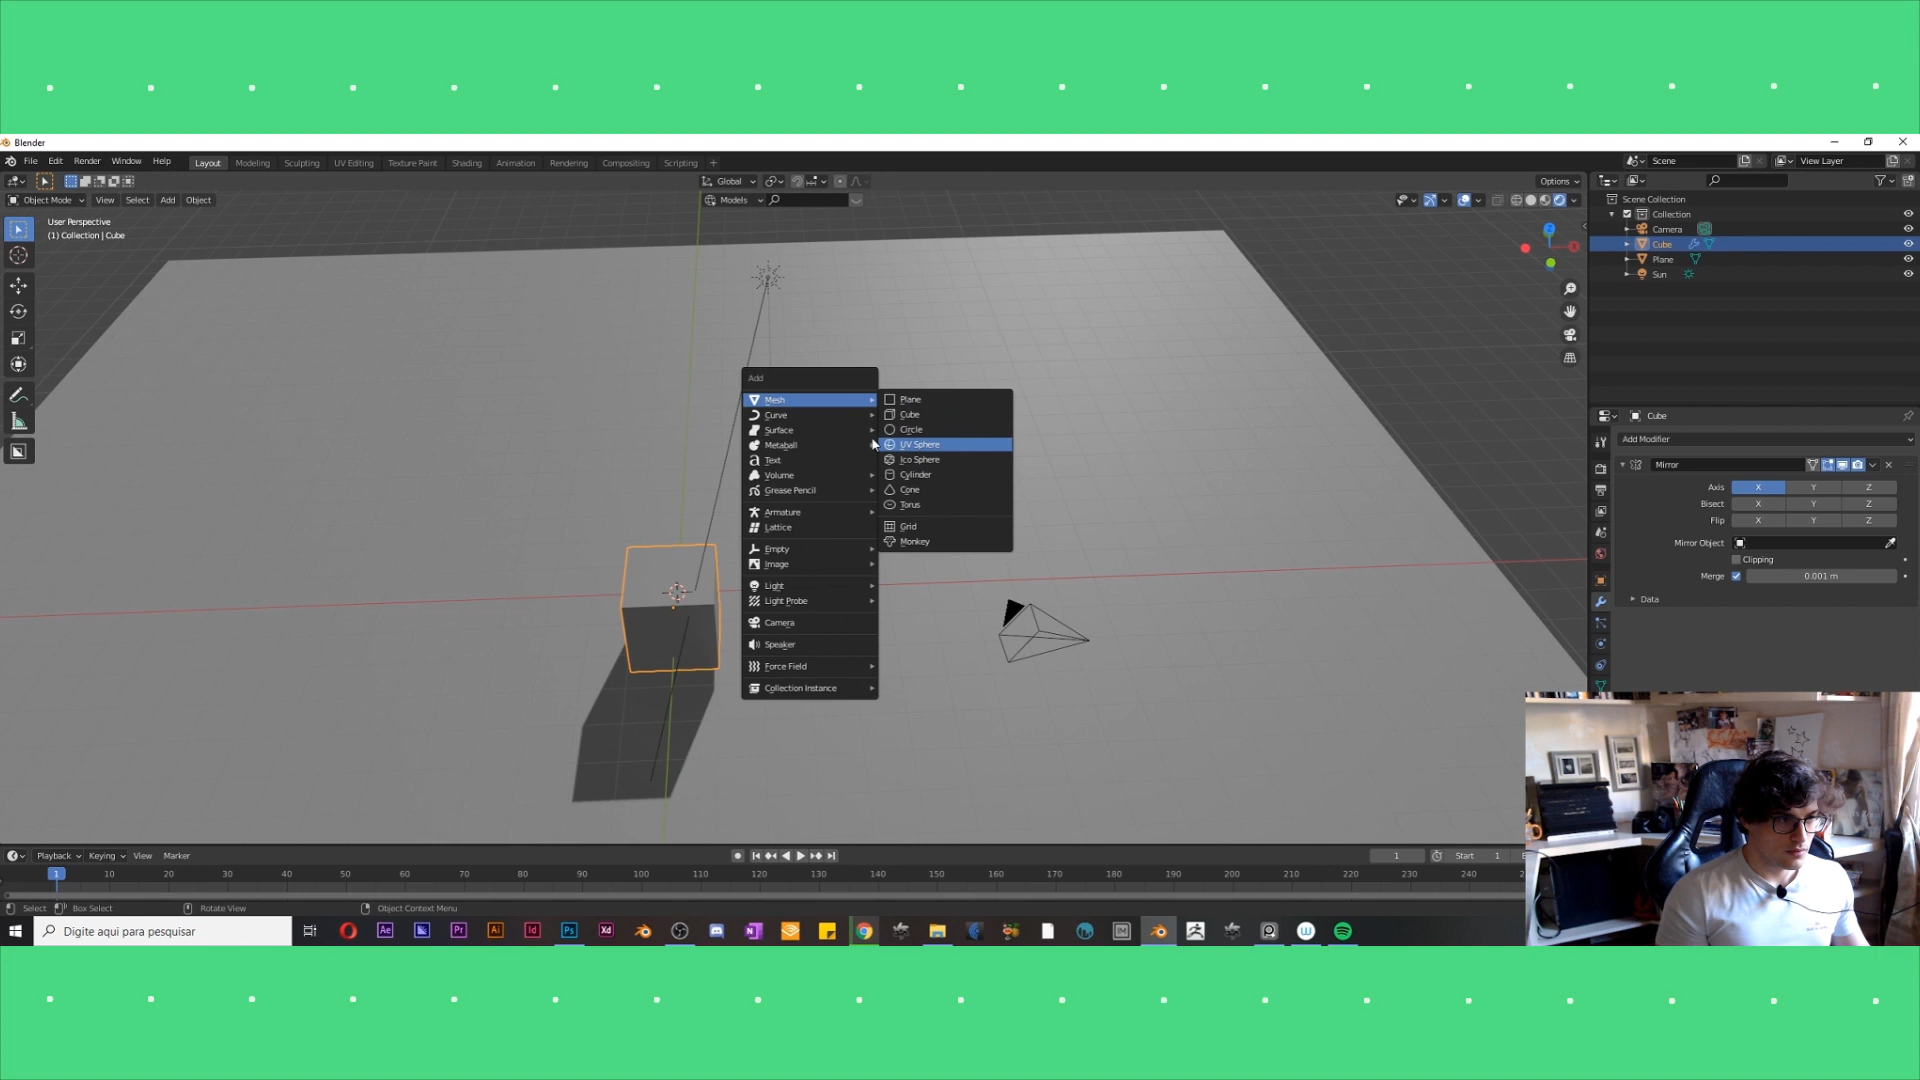 Blender
File Edit Render Window Help
Layout Modeling Sculpting UV Editing Texture Paint Shading Animation Rendering Compositing Scripting +
Scene
View Layer
Global
Options
Object Mode View Select Add Object
Models
User Perspective
(1) Collection | Cube
Scene Collection
Collection
Camera
Cube
Plane
Sun
Add
Mesh
Curve
Surface
Metaball
Text
Volume
Grease Pencil
Armature
Lattice
Empty
Image
Light
Light Probe
Camera
Speaker
Force Field
Collection Instance
Plane
Cube
Circle
UV Sphere
Ico Sphere
Cylinder
Cone
Torus
Grid
Monkey
Cube
Add Modifier
Mirror
Axis X Y Z
Bisect X Y Z
Flip X Y Z
Mirror Object
Clipping
Merge 0.001 m
Data
Playback Keying View Marker
1 Start 1
1 10 20 30 40 50 60 70 80 90 100 110 120 130 140 150 160 170 180 190 200 210 220 230 240
Select Box Select Rotate View Object Context Menu
Digite aqui para pesquisar
Ae Pr Ai Id Ps Xd